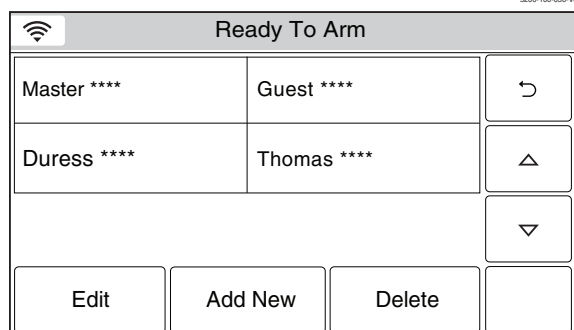 Ready To Arm
Master ****
Guest ****
Duress ****
Thomas ****
Edit
Add New
Delete